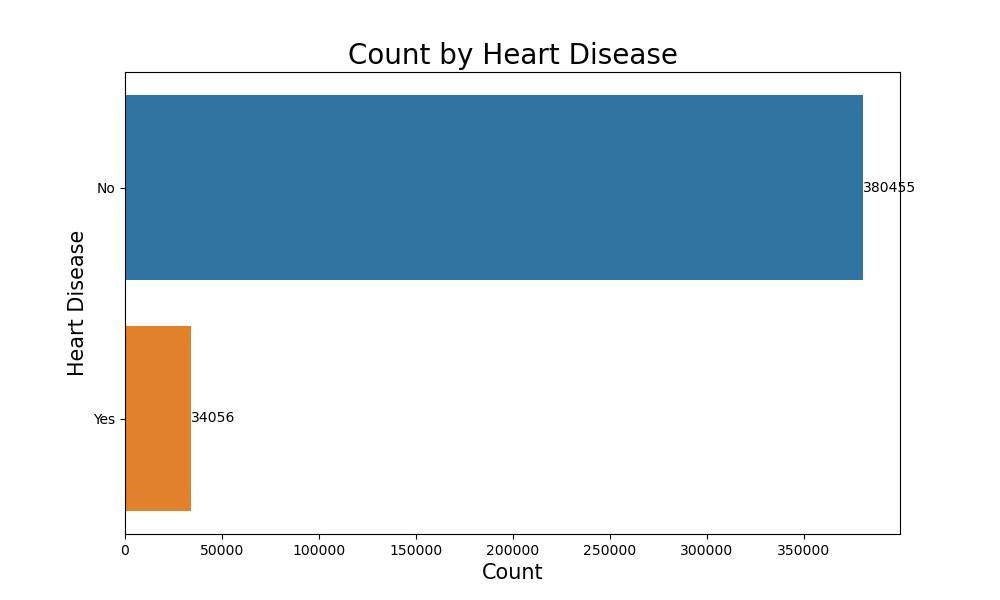 Count by Heart Disease
Heart Disease
No
380455
Yes
34056
0 50000 100000 150000 200000 250000 300000 350000
Count